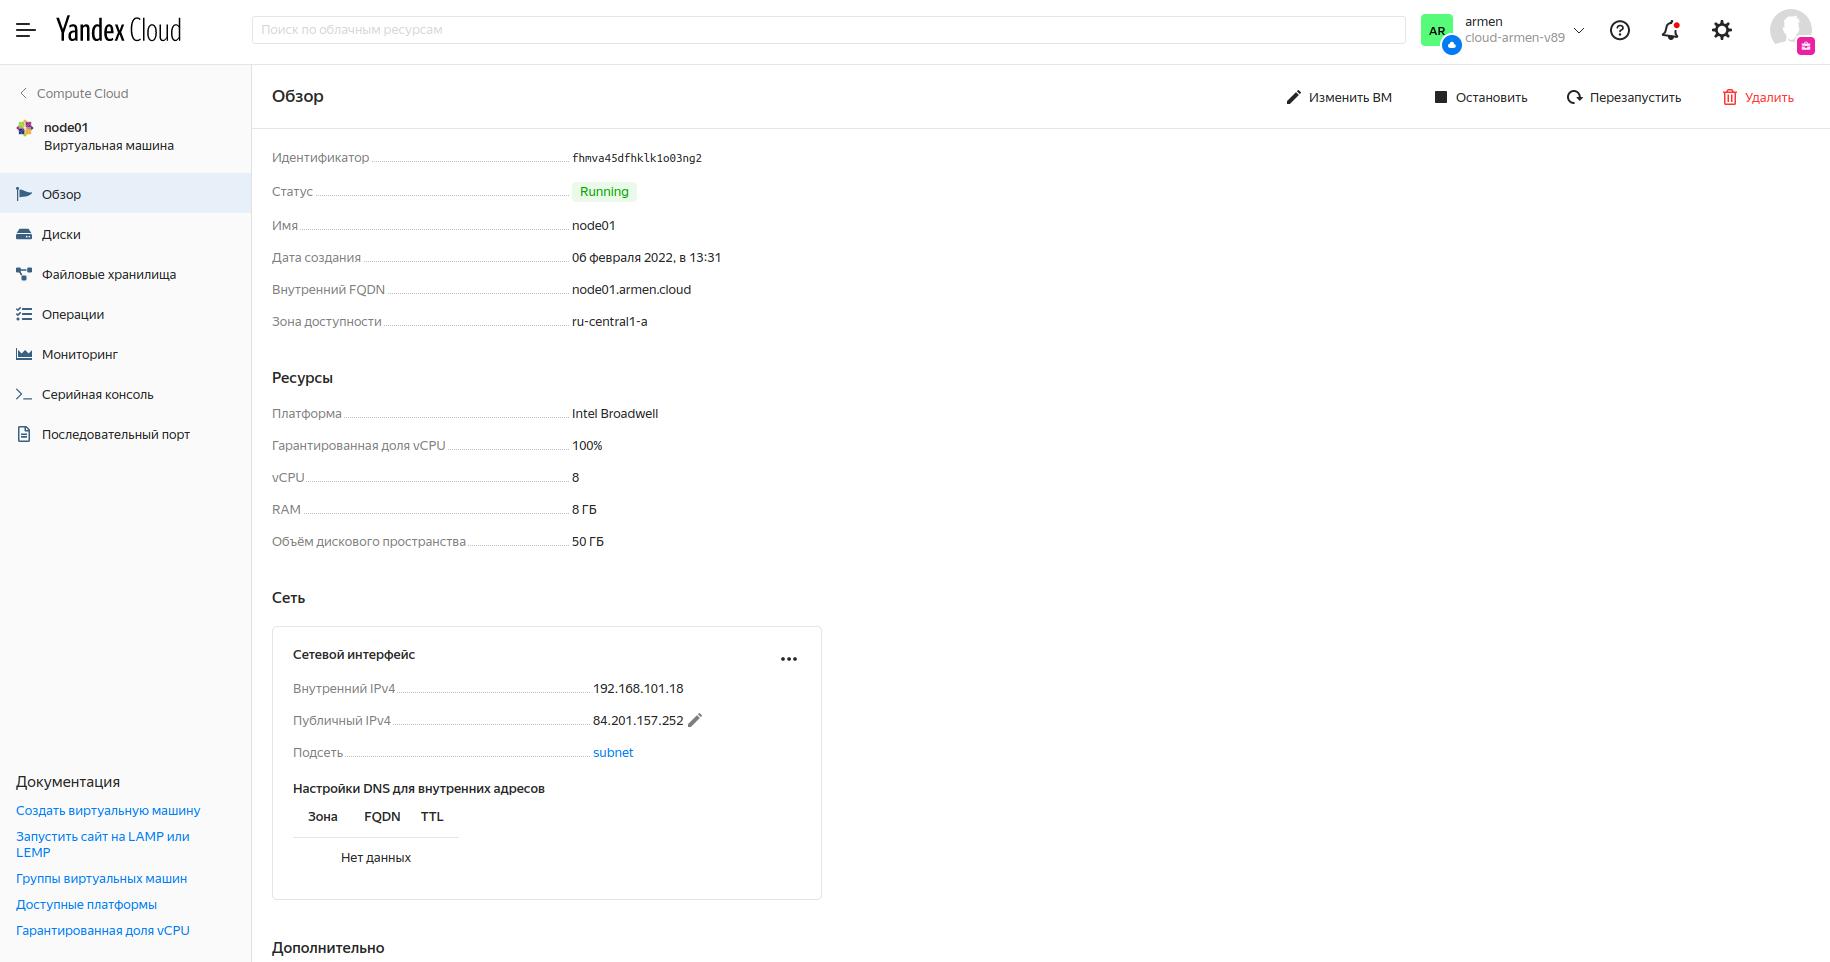 Yandex Cloud
Поиск по облачным ресурсам
AR
armen
cloud-armen-v89
Compute Cloud
node01
Виртуальная машина
Обзор
Диски
Файловые хранилища
Операции
Мониторинг
Серийная консоль
Последовательный порт
Документация
Создать виртуальную машину
Запустить сайт на LAMP или
LEMP
Группы виртуальных машин
Доступные платформы
Гарантированная доля vCPU
Обзор
Изменить ВМ
Остановить
Перезапустить
Удалить
Идентификатор fhmva45dfhklk1o03ng2
Статус Running
Имя node01
Дата создания 06 февраля 2022, в 13:31
Внутренний FQDN node01.armen.cloud
Зона доступности ru-central1-a
Ресурсы
Платформа Intel Broadwell
Гарантированная доля vCPU 100%
vCPU 8
RAM 8 ГБ
Объём дискового пространства 50 ГБ
Сеть
Сетевой интерфейс
Внутренний IPv4 192.168.101.18
Публичный IPv4 84.201.157.252
Подсеть subnet
Настройки DNS для внутренних адресов
Зона FQDN TTL
Нет данных
Дополнительно